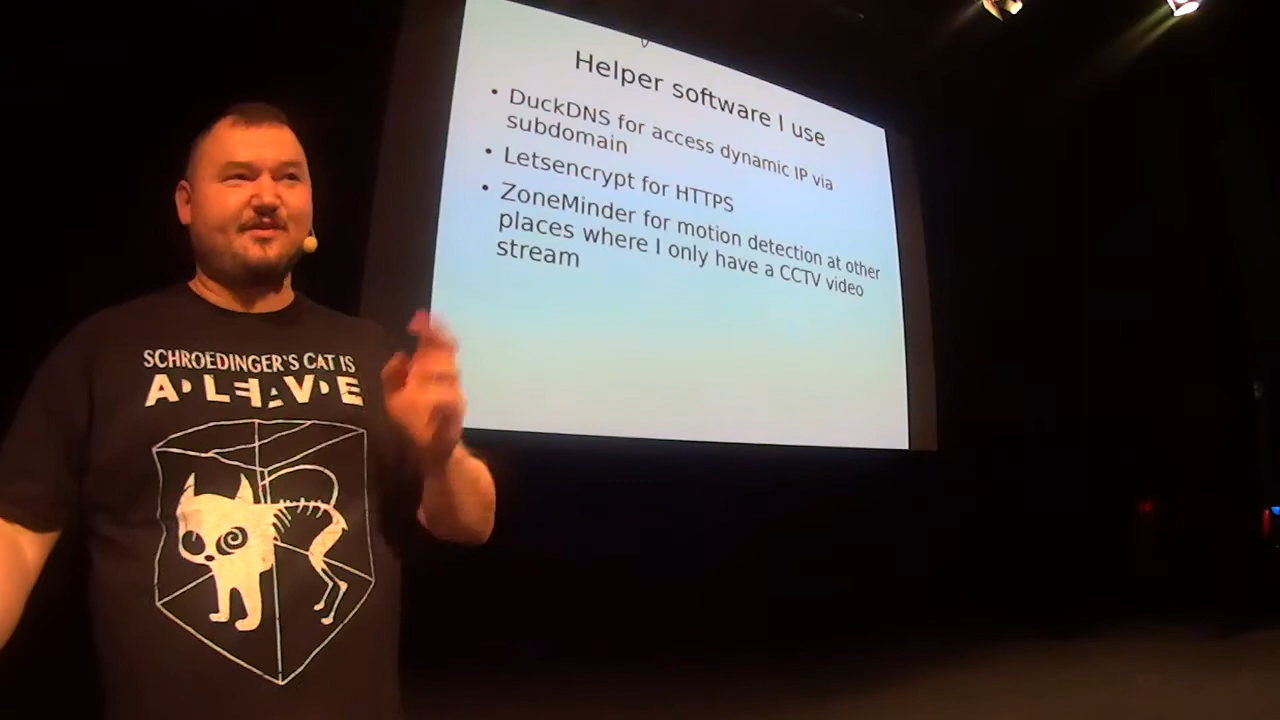 Helper software I use
• DuckDNS for access dynamic IP via
subdomain
• Letsencrypt for HTTPS
• ZoneMinder for motion detection at other
places where I only have a CCTV video
stream
SCHROEDINGER'S CAT IS